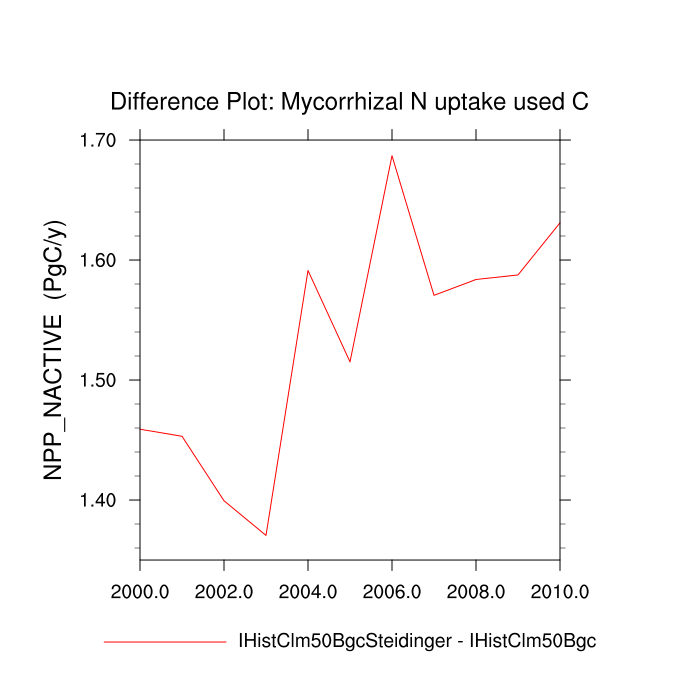 Difference Plot: Mycorrhizal N uptake used C
NPP_NACTIVE (PgC/y)
1.70
1.60
1.50
1.40
2000.0 2002.0 2004.0 2006.0 2008.0 2010.0
IHistClm50BgcSteidinger - IHistClm50Bgc